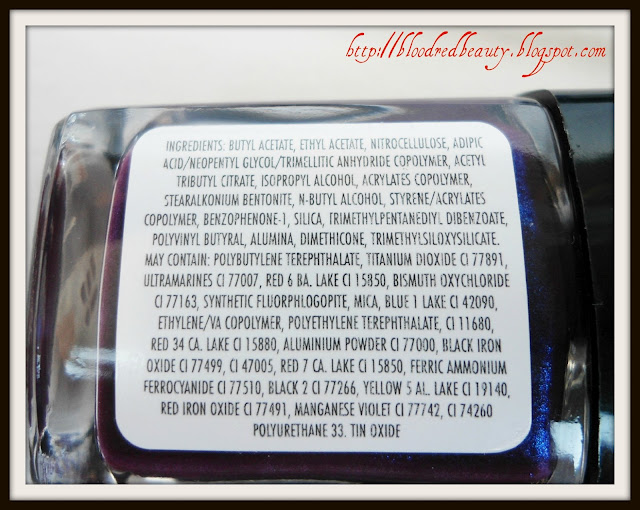 http://bloodredbeauty.blogspot.com/
INGREDIENTS: BUTYL ACETATE, ETHYL ACETATE, NITROCELLULOSE, ADIPIC
ACID/NEOPENTYL GLYCOL/TRIMELLITIC ANHYDRIDE COPOLYMER, ACETYL
TRIBUTYL CITRATE, ISOPROPYL ALCOHOL, ACRYLATES COPOLYMER,
STEARALKONIUM BENTONITE, N-BUTYL ALCOHOL, STYRENE/ACRYLATES
COPOLYMER, BENZOPHENONE-1, SILICA, TRIMETHYLPENTANEDIYL DIBENZOATE,
POLYVINYL BUTYRAL, ALUMINA, DIMETHICONE, TRIMETHYLSILOXYSILICATE.
MAY CONTAIN: POLYBUTYLENE TEREPHTHALATE, TITANIUM DIOXIDE CI 77891,
ULTRAMARINES CI 77007, RED 6 BA. LAKE CI 15850, BISMUTH OXYCHLORIDE
CI 77163, SYNTHETIC FLUORPHLOGOPITE, MICA, BLUE 1 LAKE CI 42090,
ETHYLENE/VA COPOLYMER, POLYETHYLENE TEREPHTHALATE, CI 11680,
RED 34 CA. LAKE CI 15880, ALUMINUM POWDER CI 77000, BLACK IRON
OXIDE CI 77499, CI 47005, RED 7 CA. LAKE CI 15850, FERRIC AMMONIUM
FERROCYANIDE CI 77510, BLACK 2 CI 77266, YELLOW 5 AL. LAKE CI 19140,
RED IRON OXIDE CI 77491, MANGANESE VIOLET CI 77742, CI 74260
POLYURETHANE 33. TIN OXIDE